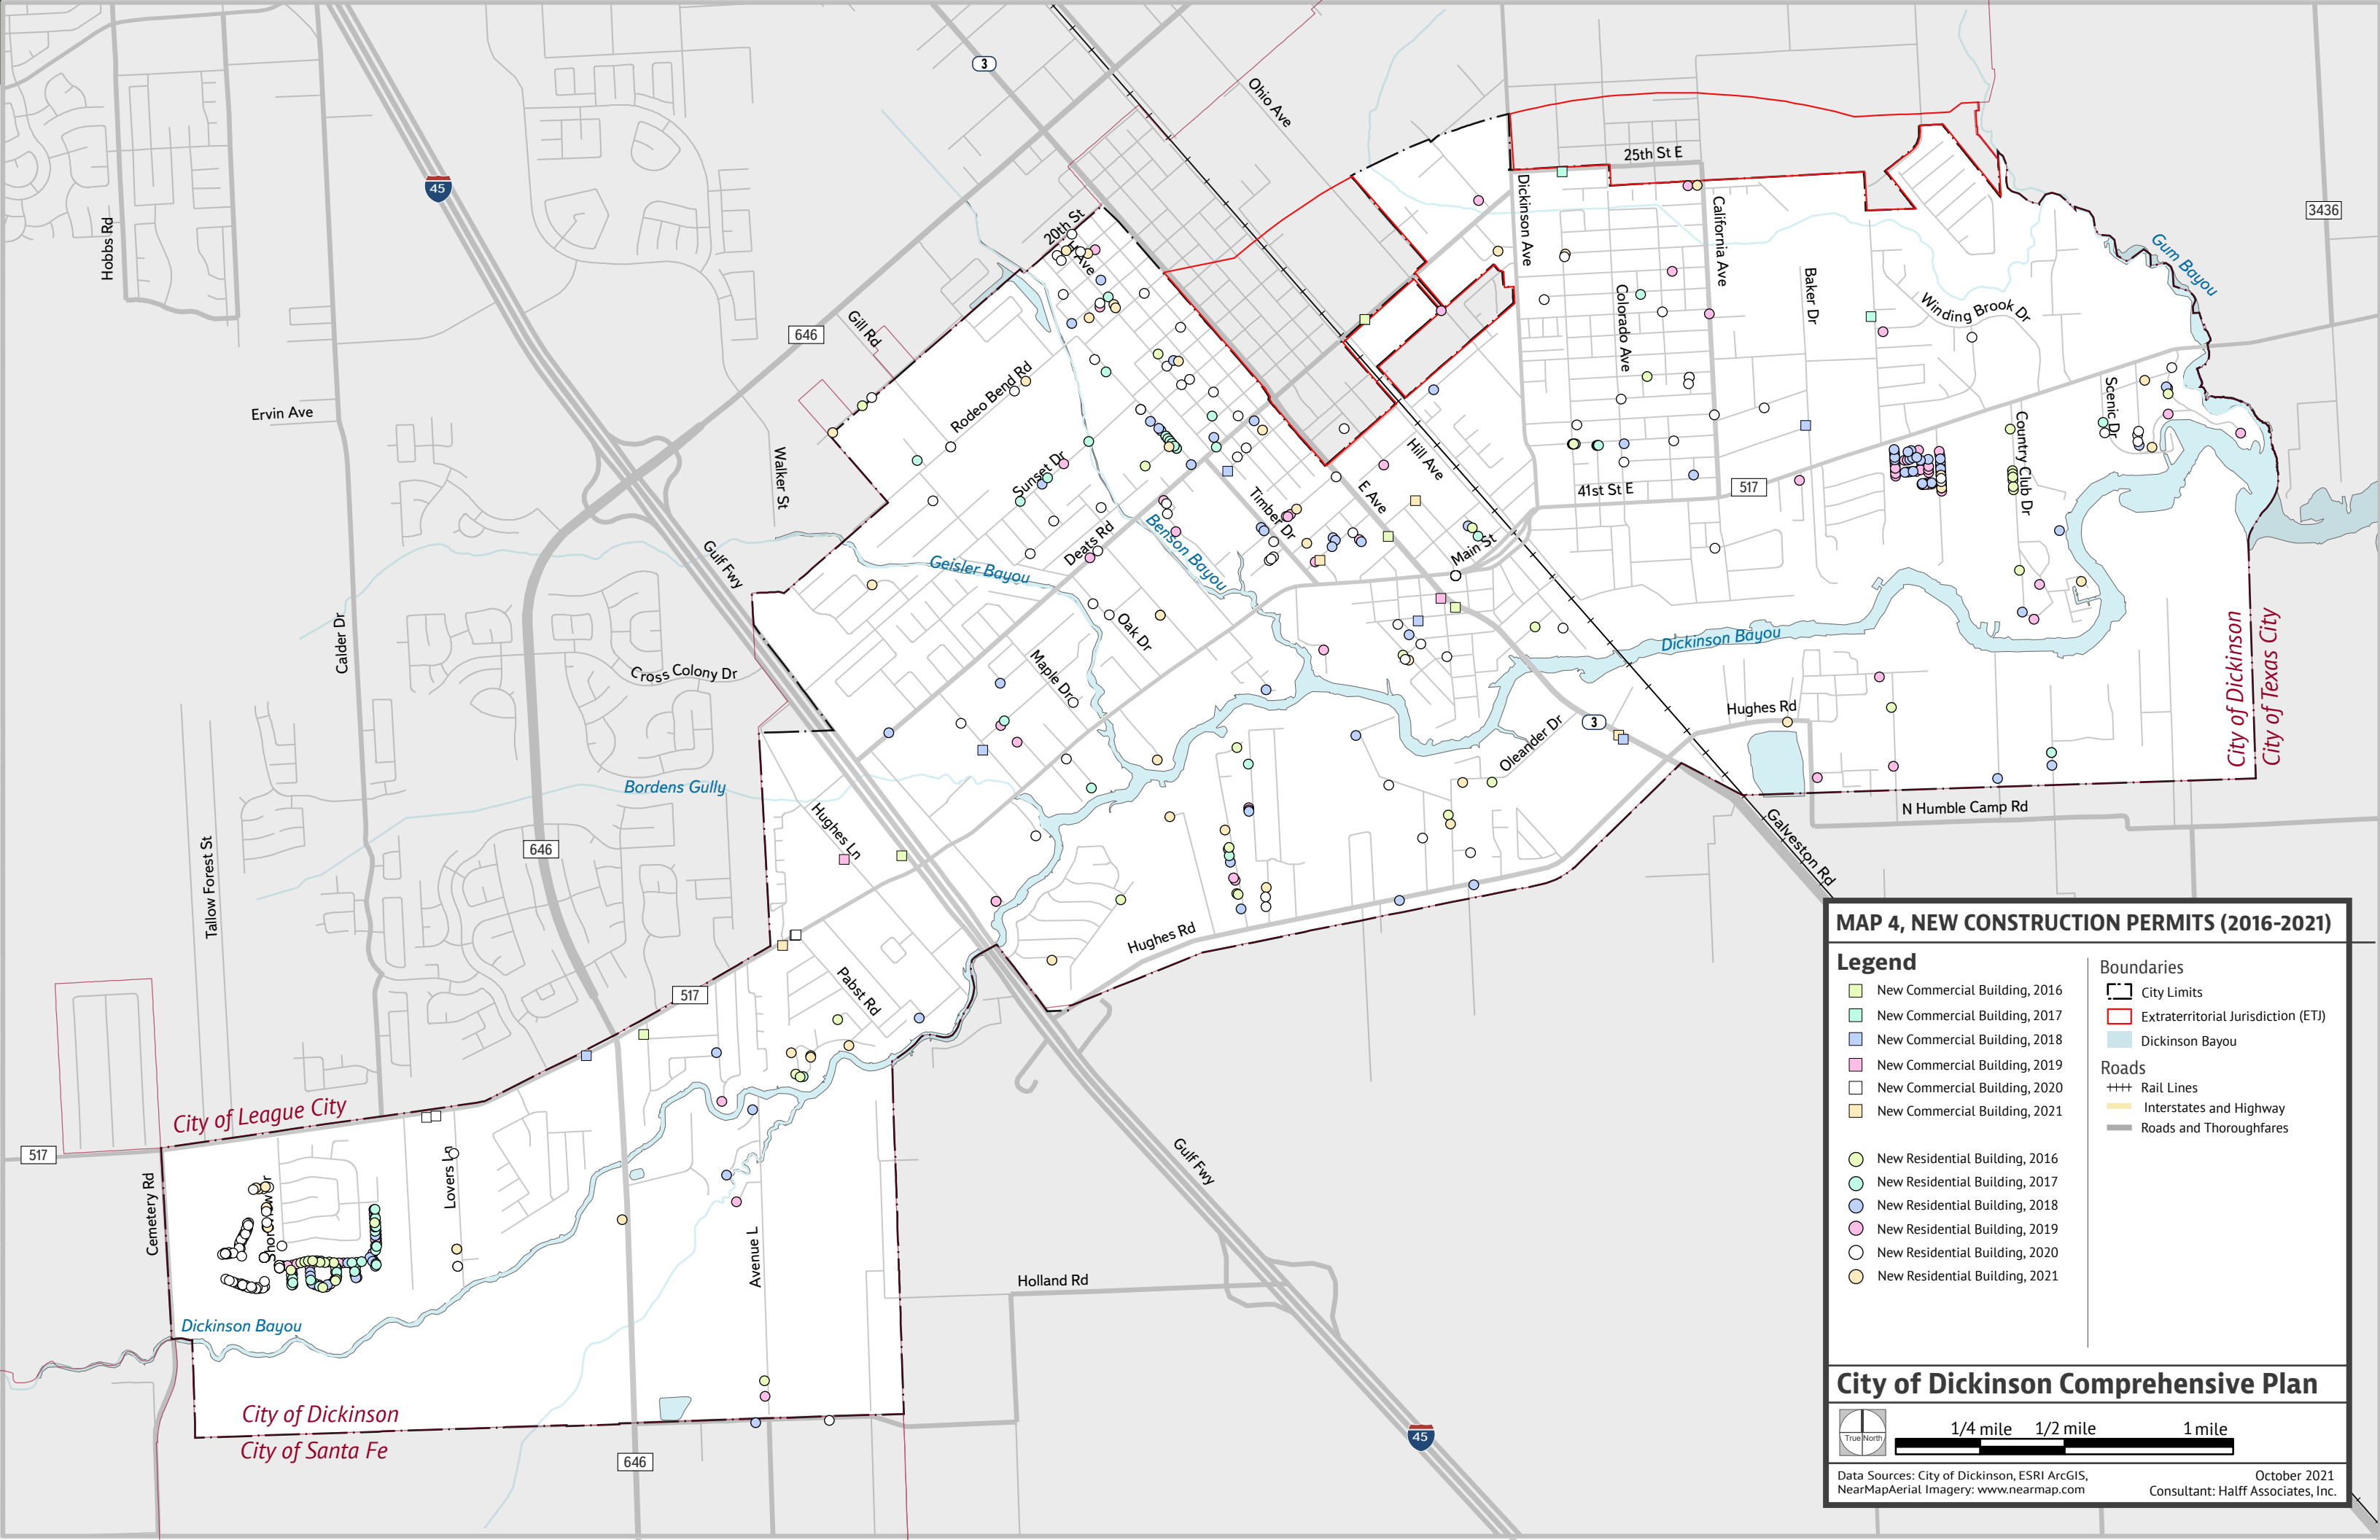 3
Ohio Ave
45
25th St E
Dickinson Ave
California Ave
3436
Hobbs Rd
20th St
Ave
Gum Bayou
Baker Dr
Colorado Ave
Winding Brook Dr
646
Gill Rd
Rodeo Bend Rd
Ervin Ave
Scenic Dr
Country Club Dr
Walker St
Sunset Dr
Hill Ave
E Ave
41st St E
517
Timber Dr
Deats Rd
Benson Bayou
Main St
Gulf Fwy
Geisler Bayou
Calder Dr
Oak Dr
Maple Dr
Cross Colony Dr
Dickinson Bayou
City of Dickinson
City of Texas City
Hughes Rd
3
Oleander Dr
Bordens Gully
Hughes Ln
N Humble Camp Rd
Galveston Rd
646
Tallow Forest St
Hughes Rd
Pabst Rd
517
City of League City
517
Cemetery Rd
Lovers Ln
Gulf Fwy
Avenue L
Holland Rd
Dickinson Bayou
City of Dickinson
City of Santa Fe
646
45
MAP 4, NEW CONSTRUCTION PERMITS (2016-2021)
Legend
New Commercial Building, 2016
New Commercial Building, 2017
New Commercial Building, 2018
New Commercial Building, 2019
New Commercial Building, 2020
New Commercial Building, 2021
New Residential Building, 2016
New Residential Building, 2017
New Residential Building, 2018
New Residential Building, 2019
New Residential Building, 2020
New Residential Building, 2021
Boundaries
City Limits
Extraterritorial Jurisdiction (ETJ)
Dickinson Bayou
Roads
Rail Lines
Interstates and Highway
Roads and Thoroughfares
City of Dickinson Comprehensive Plan
True North
1/4 mile 1/2 mile 1 mile
Data Sources: City of Dickinson, ESRI ArcGIS,
NearMapAerial Imagery: www.nearmap.com
October 2021
Consultant: Halff Associates, Inc.